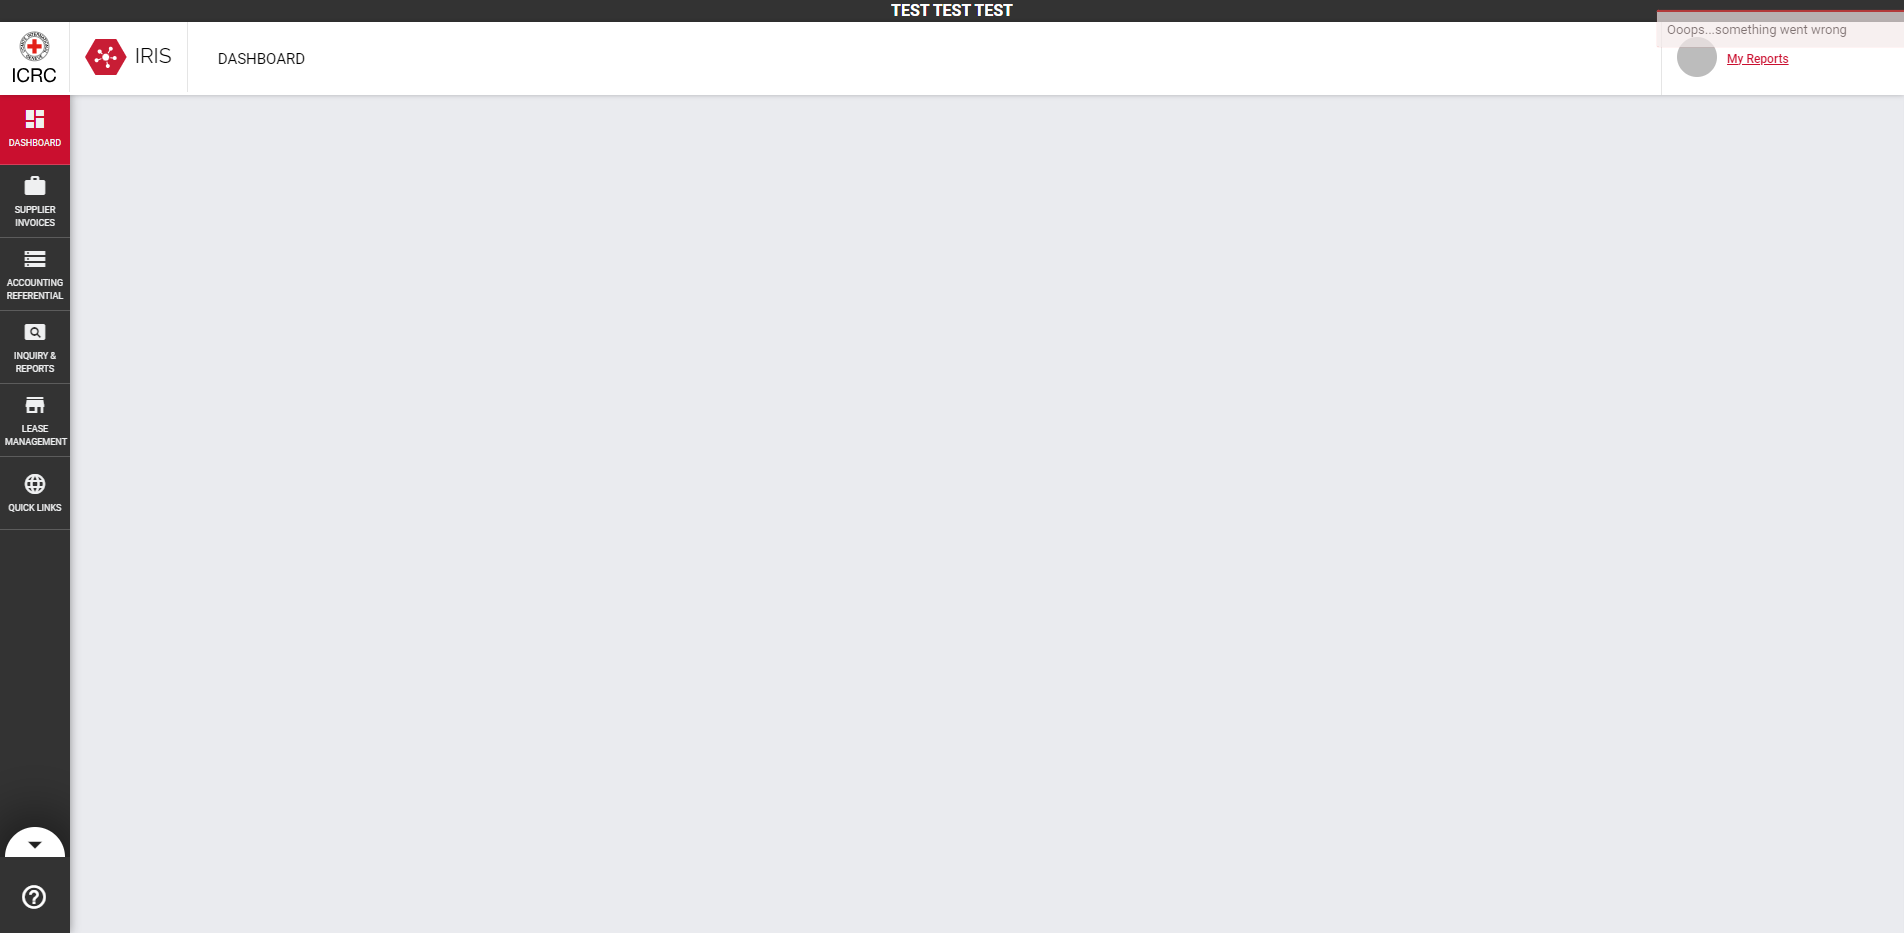 TEST TEST TEST
Ooops...something went wrong
ICRC
IRIS
DASHBOARD
My Reports
DASHBOARD
SUPPLIER
INVOICES
ACCOUNTING
REFERENTIAL
INQUIRY &
REPORTS
LEASE
MANAGEMENT
QUICK LINKS